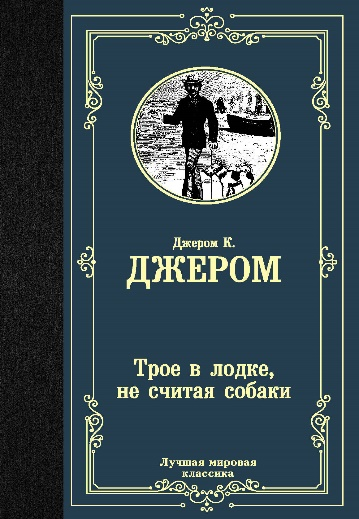 Джером К.
ДЖЕРОМ
Трое в лодке,
не считая собаки
Лучшая мировая
классика